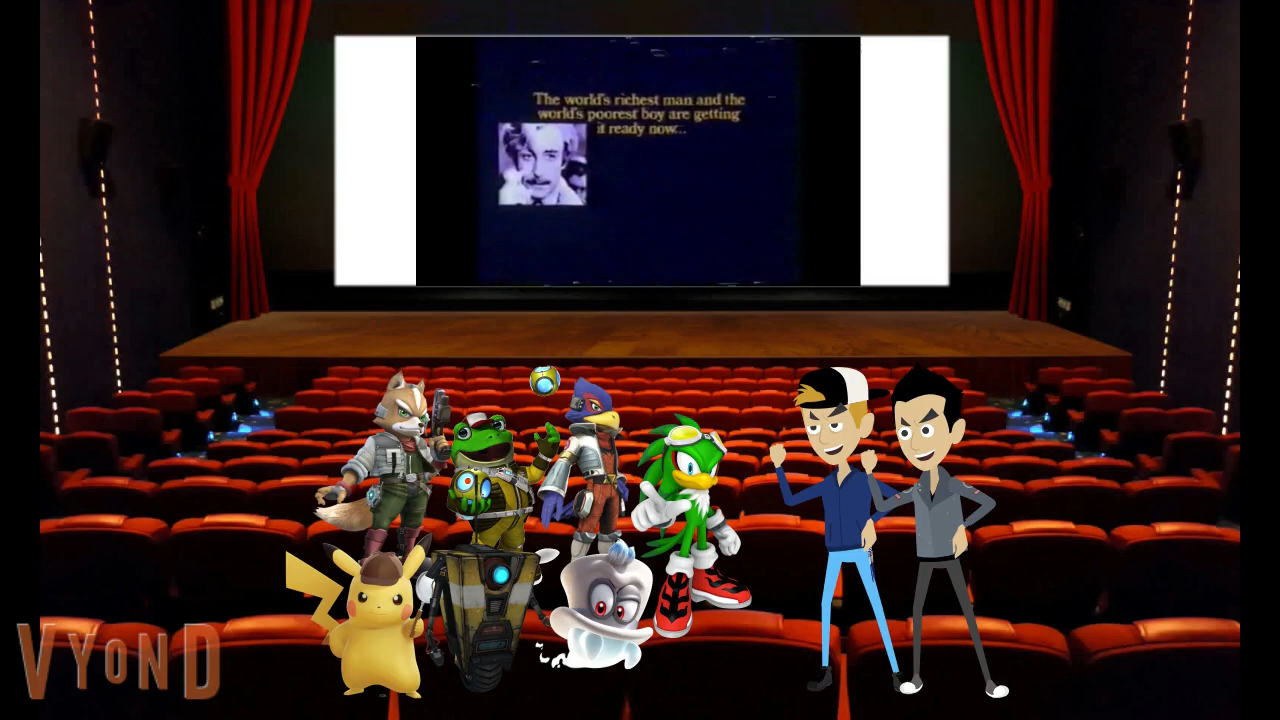 The world's richest man and the
world's poorest boy are getting
it ready now...
VYOND